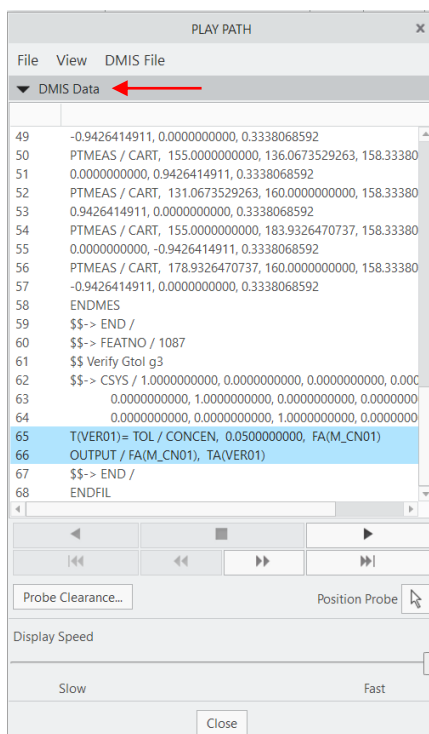 PLAY PATH
File View DMIS File
DMIS Data
49 -0.9426414911, 0.0000000000, 0.3338068592
50 PTMEAS / CART, 155.0000000000, 136.0673529263, 158.33380
51 0.0000000000, 0.9426414911, 0.3338068592
52 PTMEAS / CART, 131.0673529263, 160.0000000000, 158.33380
53 0.9426414911, 0.0000000000, 0.3338068592
54 PTMEAS / CART, 155.0000000000, 183.9326470737, 158.33380
55 0.0000000000, -0.9426414911, 0.3338068592
56 PTMEAS / CART, 178.9326470737, 160.0000000000, 158.33380
57 -0.9426414911, 0.0000000000, 0.3338068592
58 ENDMES
59 $$-> END /
60 $$-> FEATNO / 1087
61 $$ Verify Gtol g3
62 $$-> CSYS / 1.0000000000, 0.0000000000, 0.0000000000, 0.000
63 0.0000000000, 1.0000000000, 0.0000000000, 0.0000000
64 0.0000000000, 0.0000000000, 1.0000000000, 0.0000000
65 T(VER01)= TOL / CONCEN, 0.0500000000, FA(M_CN01)
66 OUTPUT / FA(M_CN01), TA(VER01)
67 $$-> END /
68 ENDFIL
Probe Clearance...
Position Probe
Display Speed
Slow Fast
Close